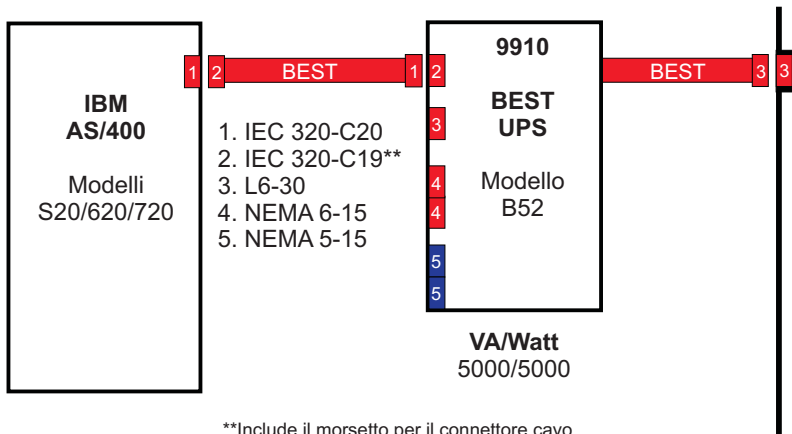 IBM
AS/400
Modelli
S20/620/720
1
2 BEST 1
1. IEC 320-C20
2. IEC 320-C19**
3. L6-30
4. NEMA 6-15
5. NEMA 5-15
2
3
4
4
5
5
9910
BEST
UPS
Modello
B52
VA/Watt
5000/5000
BEST 3
3
**Include il morsetto per il connettore cavo